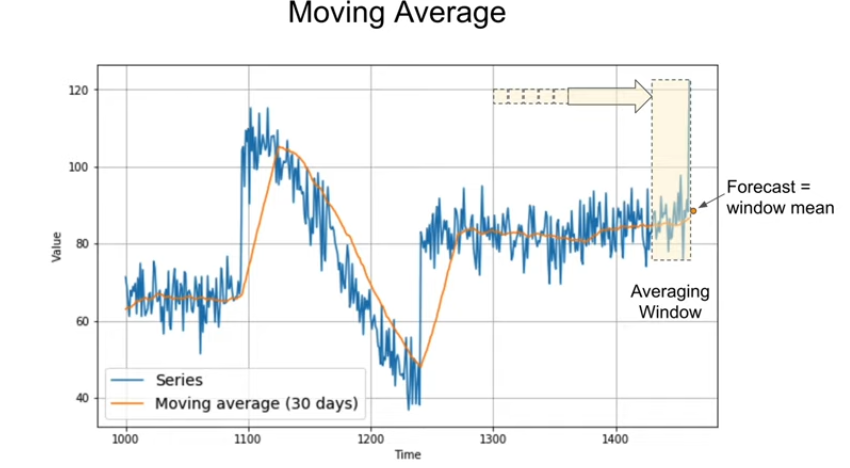 Moving Average
120
100
80
60
40
Value
Forecast =
window mean
Averaging
Window
Series
Moving average (30 days)
1000
1100
1200
1300
1400
Time